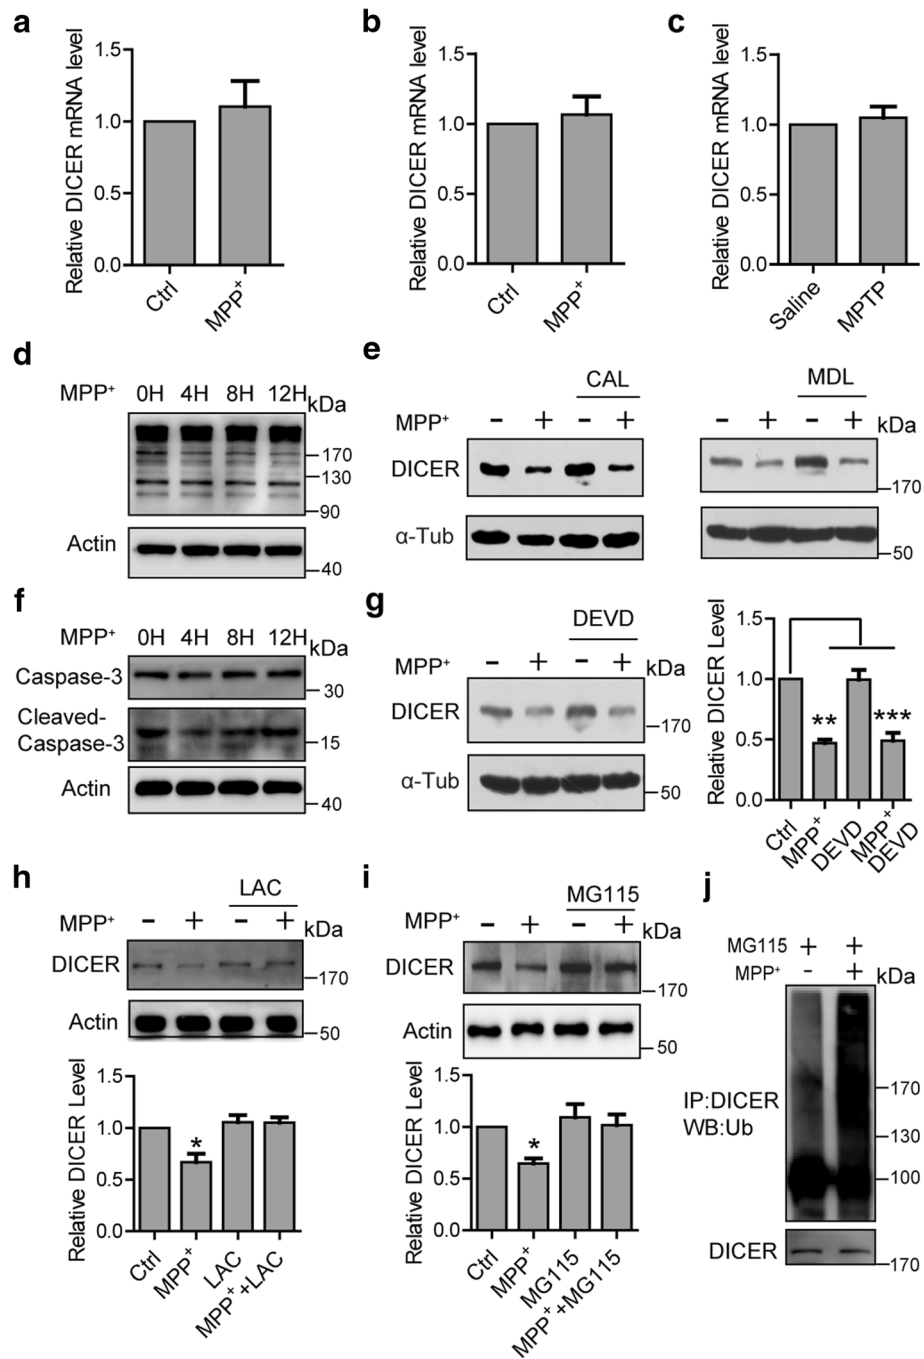 a
Relative DICER mRNA level
1.5
1.0
0.5
0.0
Ctrl
MPP⁺
b
Relative DICER mRNA level
1.5
1.0
0.5
0.0
Ctrl
MPP⁺
c
Relative DICER mRNA level
1.5
1.0
0.5
0.0
Saline
MPTP
d
MPP⁺ 0H 4H 8H 12H kDa
170
130
90
Actin
40
e
CAL
MPP⁺ - + - +
DICER
α-Tub
MDL
- + - + kDa
170
50
f
MPP⁺ 0H 4H 8H 12H kDa
Caspase-3
30
Cleaved-
Caspase-3
15
Actin
40
g
DEVD
MPP⁺ - + - + kDa
DICER
170
α-Tub
50
Relative DICER Level
1.5
1.0
0.5
0.0
**
***
Ctrl
MPP⁺
DEVD
MPP⁺
DEVD
h
LAC
MPP⁺ - + - + kDa
DICER
170
Actin
50
Relative DICER Level
1.5
1.0
0.5
0.0
*
Ctrl
MPP⁺
LAC
MPP⁺+LAC
i
MG115
MPP⁺ - + - + kDa
DICER
170
Actin
50
Relative DICER Level
1.5
1.0
0.5
0.0
*
Ctrl
MPP⁺
MG115
MPP⁺+MG115
j
MG115 + +
MPP⁺ - + kDa
IP:DICER
WB:Ub
170
130
100
DICER
170